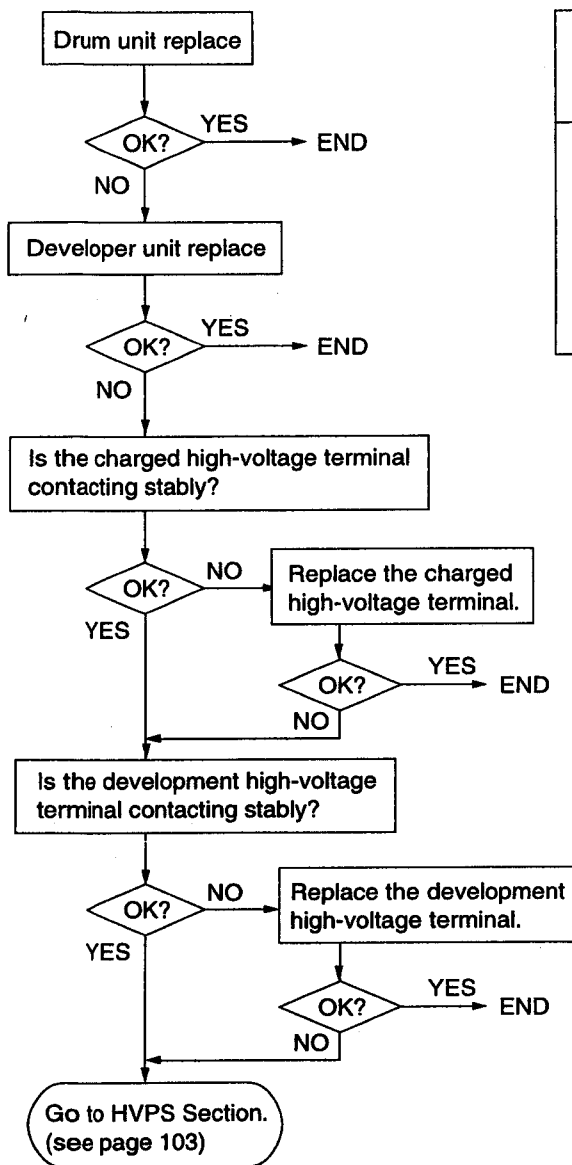 Drum unit replace
OK?
YES
END
NO
Developer unit replace
OK?
YES
END
NO
Is the charged high-voltage terminal
contacting stably?
OK?
NO
Replace the charged
high-voltage terminal.
YES
OK?
YES
END
NO
Is the development high-voltage
terminal contacting stably?
OK?
NO
Replace the development
high-voltage terminal.
YES
OK?
YES
END
NO
Go to HVPS Section.
(see page 103)